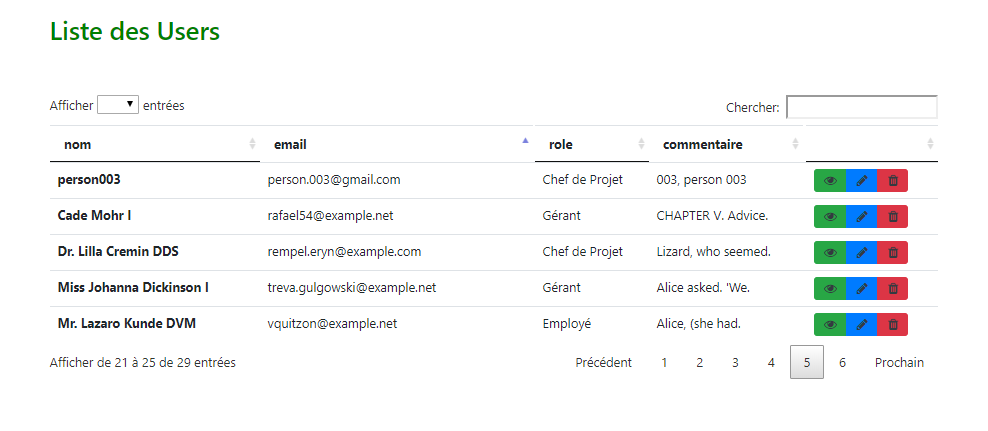 Liste des Users
Afficher entrées Chercher:
nom email role commentaire
person003 person.003@gmail.com Chef de Projet 003, person 003
Cade Mohr I rafael54@example.net Gérant CHAPTER V. Advice.
Dr. Lilla Cremin DDS rempel.eryn@example.com Chef de Projet Lizard, who seemed.
Miss Johanna Dickinson I treva.gulgowski@example.net Gérant Alice asked. 'We.
Mr. Lazaro Kunde DVM vquitzon@example.net Employé Alice, (she had.
Afficher de 21 à 25 de 29 entrées Précédent 1 2 3 4 5 6 Prochain